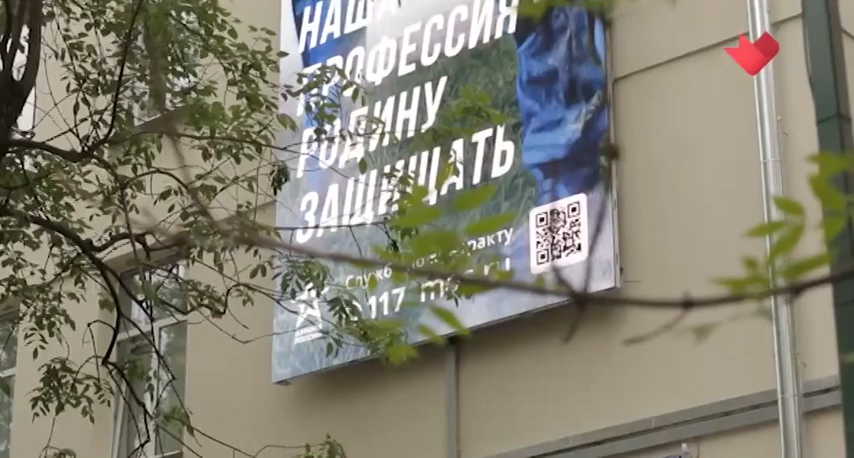 НАША
ПРОФЕССИЯ
РОДИНУ
ЗАЩИЩАТЬ
117